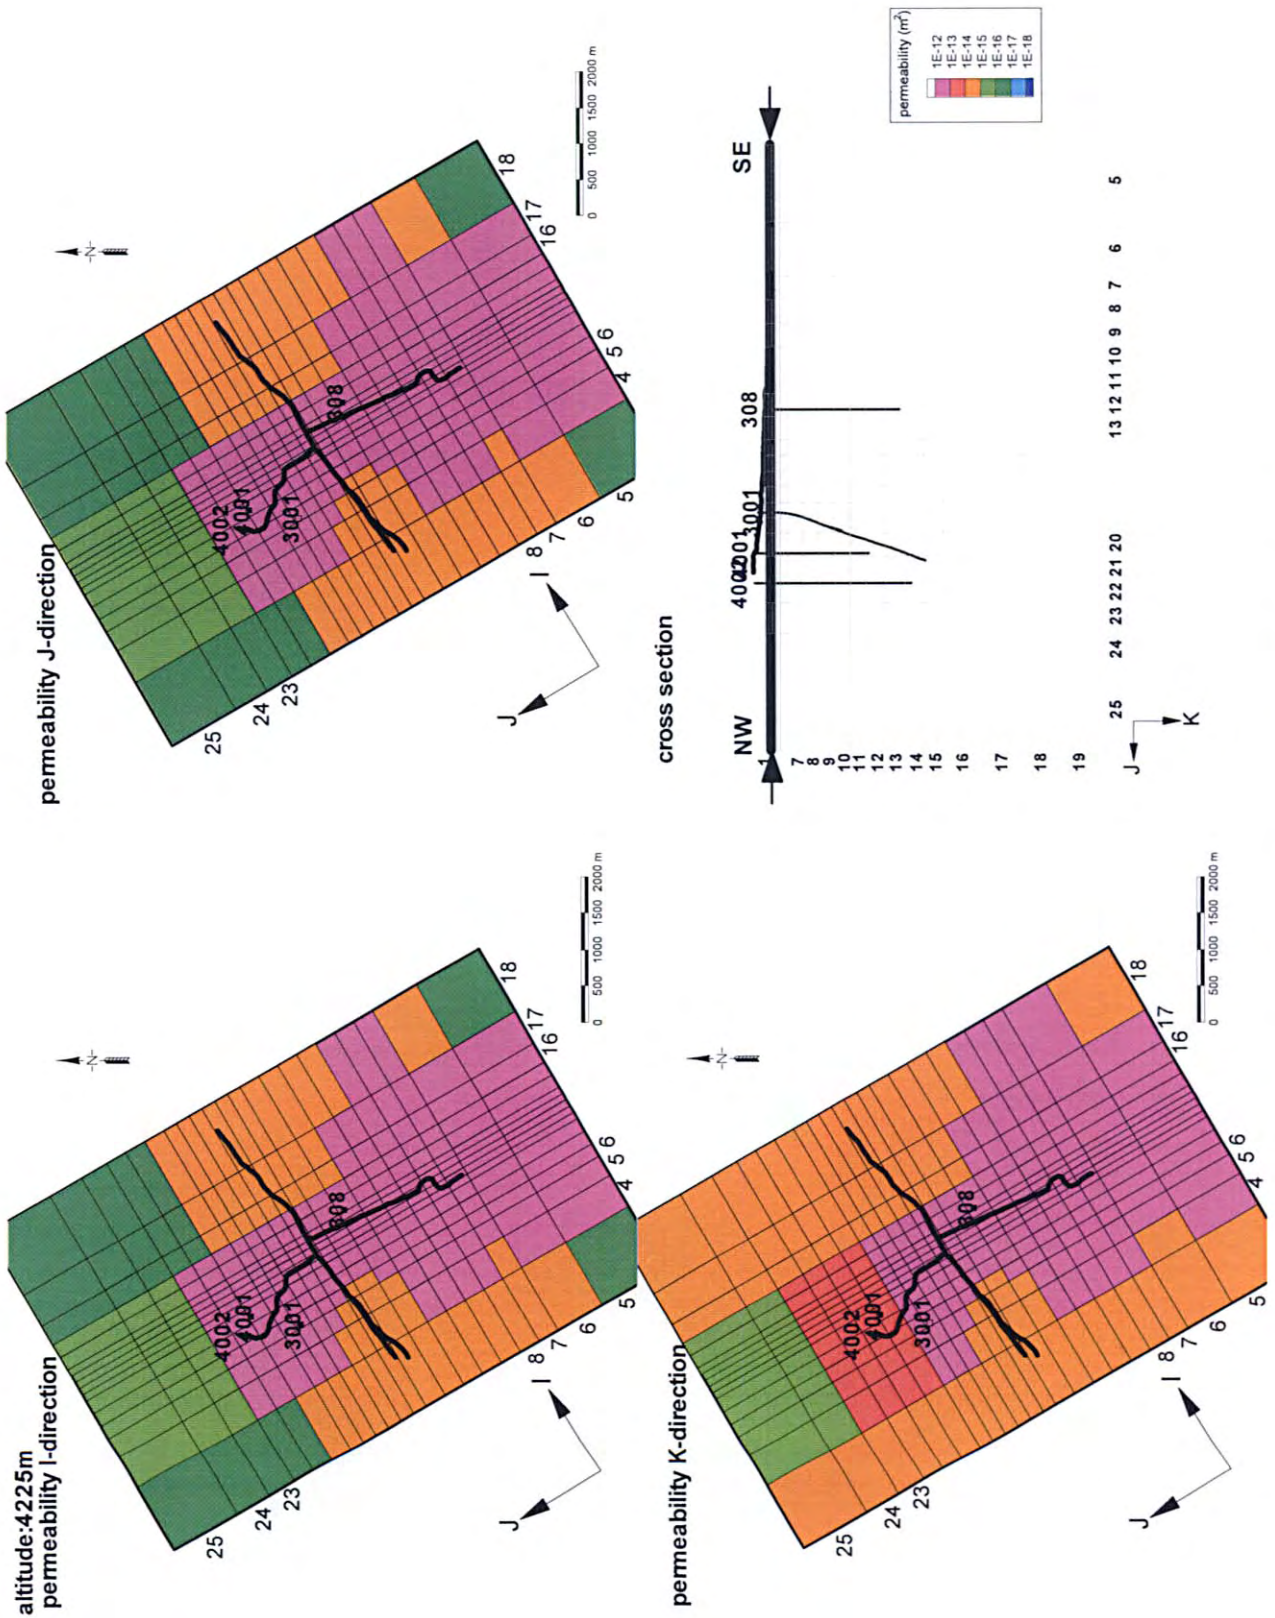 altitude:4225m
permeability I-direction
N
4002
4001
3001
308
25
24
23
8
7
6
5
4
5
6
16
17
18
I
J
0 500 1000 1500 2000 m
permeability J-direction
N
4002
4001
3001
308
25
24
23
8
7
6
5
4
5
6
16
17
18
I
J
0 500 1000 1500 2000 m
permeability K-direction
N
4002
4001
3001
308
25
24
23
8
7
6
5
4
5
6
16
17
18
I
J
0 500 1000 1500 2000 m
cross section
NW
SE
4002
4001
3001
308
1
7
8
9
10
11
12
13
14
15
16
17
18
19
25 24 23 22 21 20 13 12 11 10 9 8 7 6 5
J
K
permeability (m²)
1E-12
1E-13
1E-14
1E-15
1E-16
1E-17
1E-18